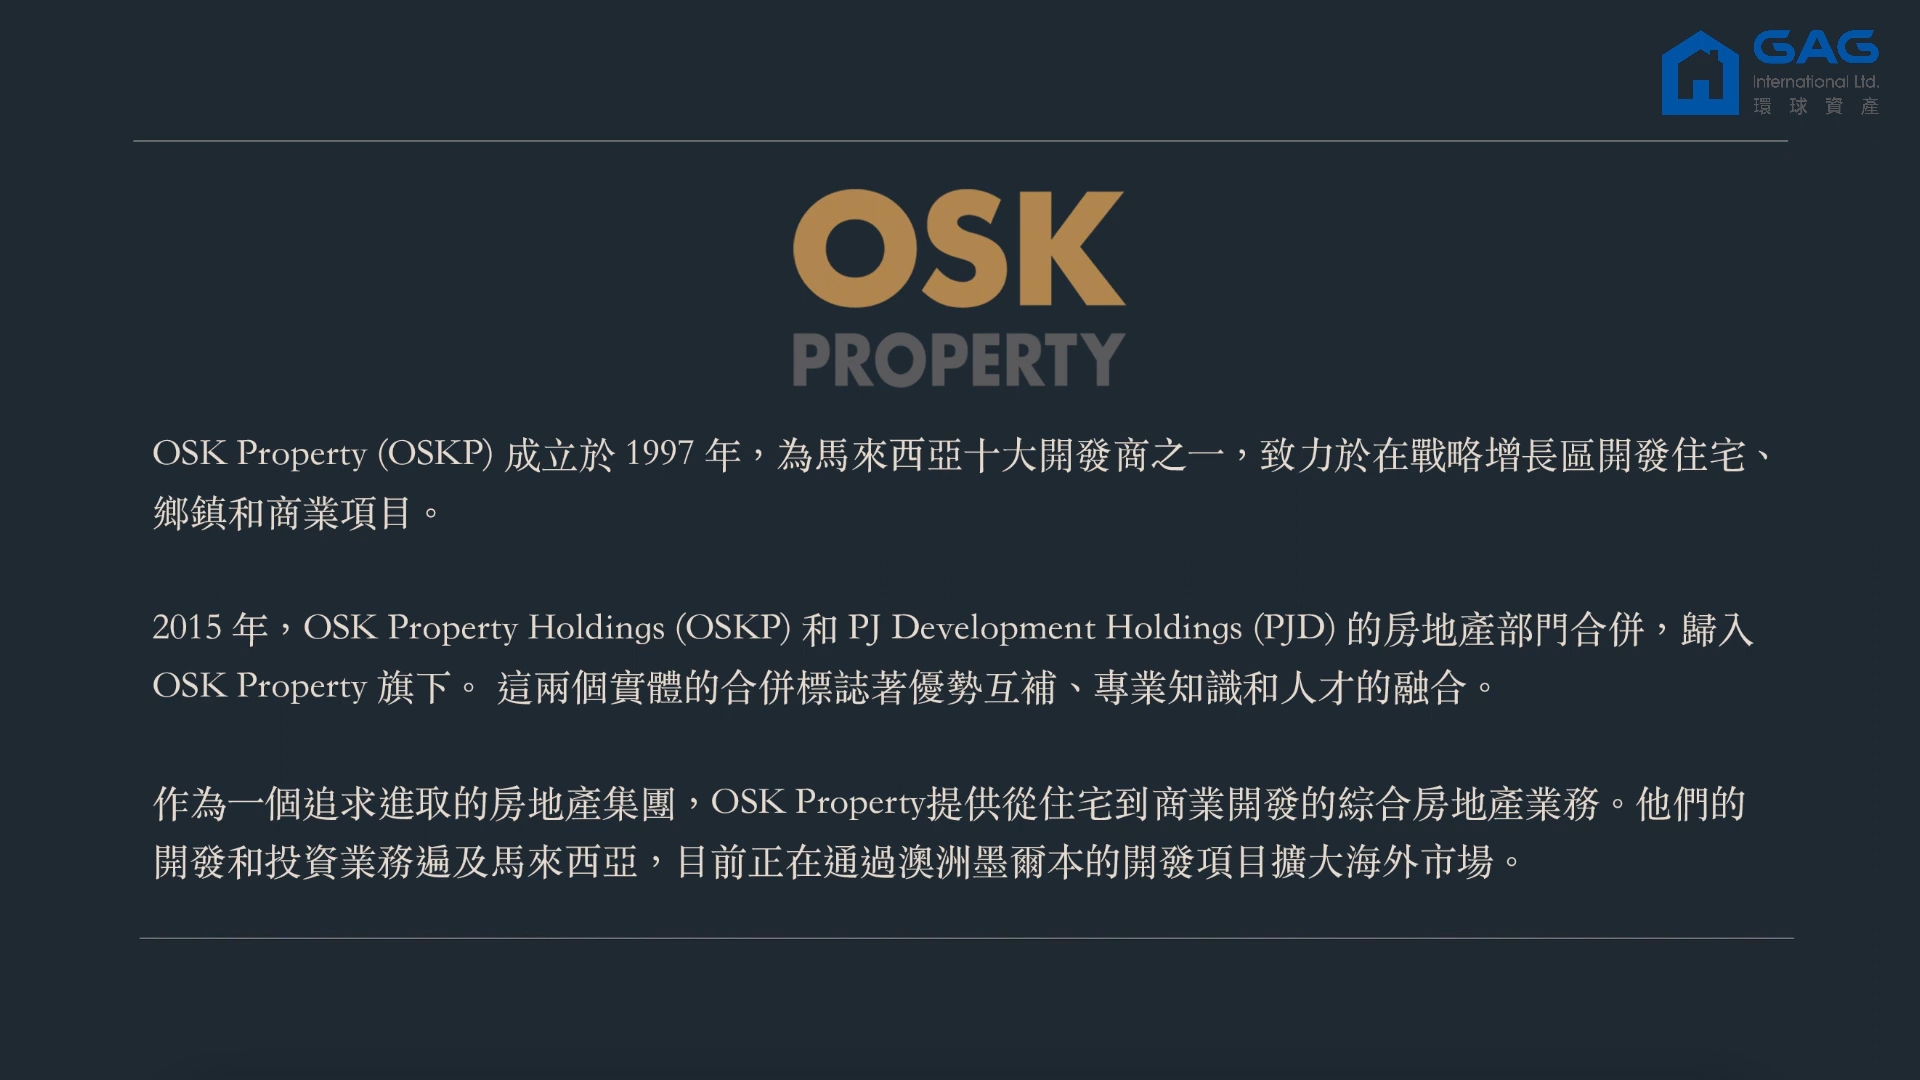 GAG
International Ltd.
環球資產
OSK
PROPERTY
OSK Property (OSKP) 成立於 1997 年，為馬來西亞十大開發商之一，致力於在戰略增長區開發住宅、
鄉鎮和商業項目。
2015 年，OSK Property Holdings (OSKP) 和 PJ Development Holdings (PJD) 的房地產部門合併，歸入
OSK Property 旗下。 這兩個實體的合併標誌著優勢互補、專業知識和人才的融合。
作為一個追求進取的房地產集團，OSK Property提供從住宅到商業開發的綜合房地產業務。他們的
開發和投資業務遍及馬來西亞，目前正在通過澳洲墨爾本的開發項目擴大海外市場。